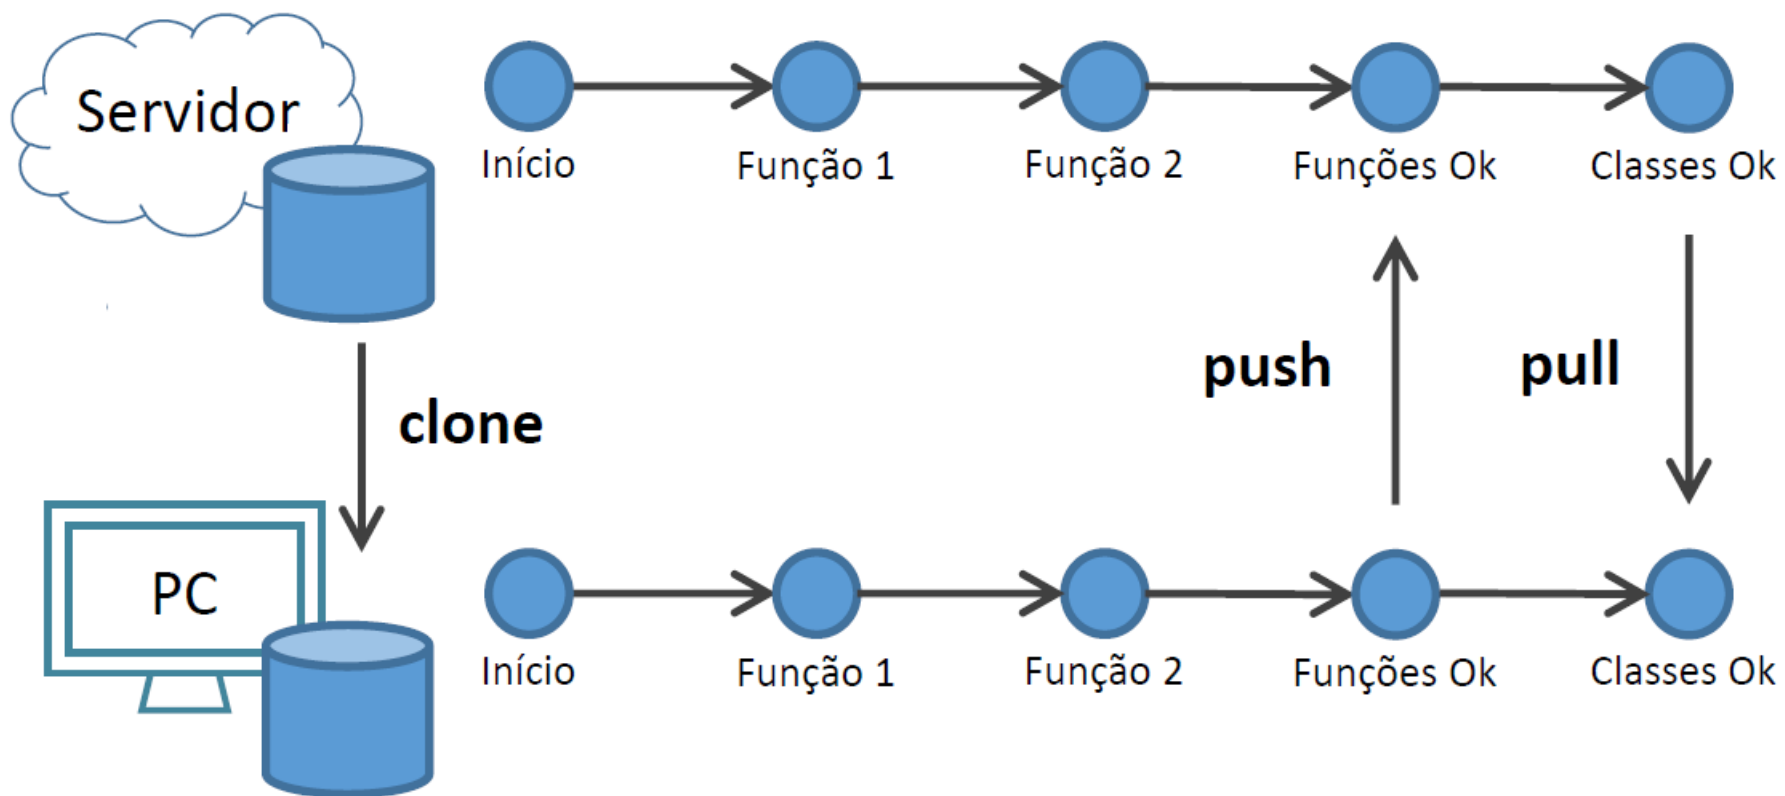 Servidor
Início
Função 1
Função 2
Funções Ok
Classes Ok
clone
push
pull
PC
Início
Função 1
Função 2
Funções Ok
Classes Ok